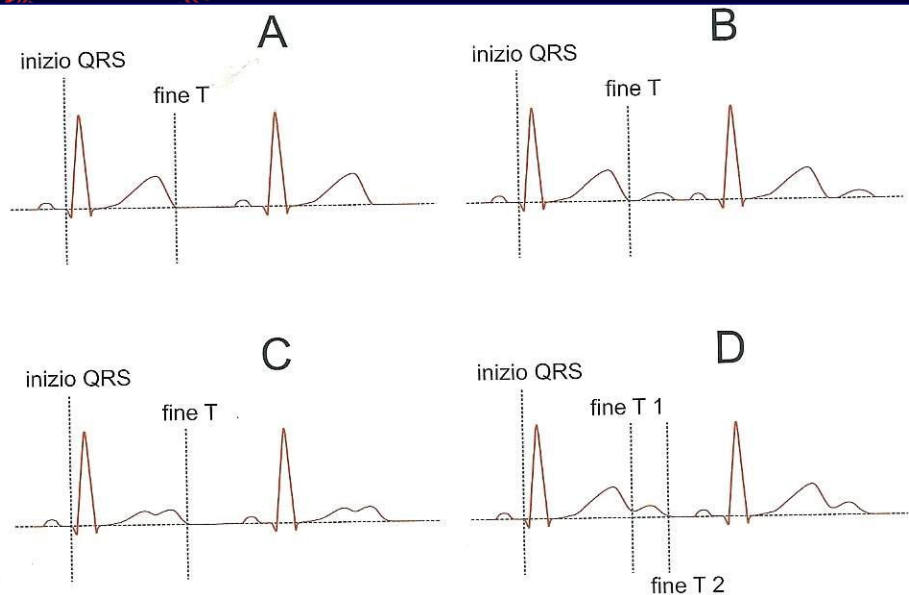 A
inizio QRS
fine T
B
inizio QRS
fine T
C
inizio QRS
fine T
D
inizio QRS
fine T 1
fine T 2